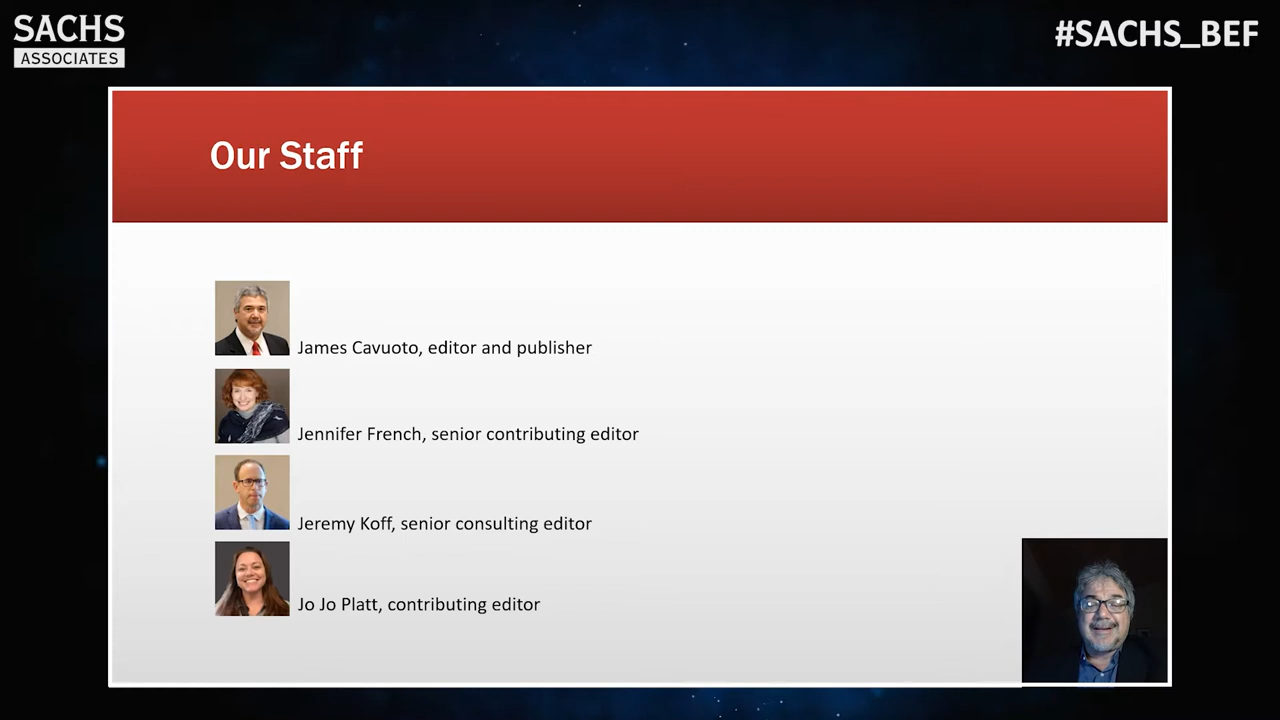 SACHS
ASSOCIATES
#SACHS_BEF
Our Staff
James Cavuoto, editor and publisher
Jennifer French, senior contributing editor
Jeremy Koff, senior consulting editor
Jo Jo Platt, contributing editor